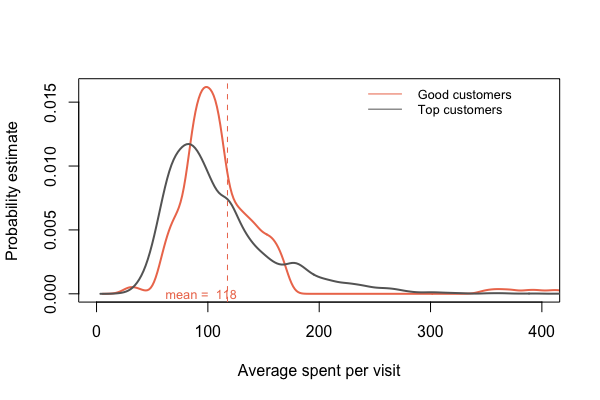 Good customers
Top customers
Probability estimate
0.000
0.005
0.010
0.015
mean = 118
0
100
200
300
400
Average spent per visit